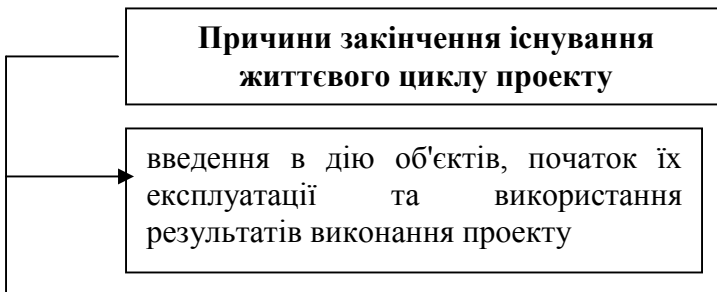 Причини закінчення існування
життєвого циклу проекту
введення в дію об'єктів, початок їх
експлуатації та використання
результатів виконання проекту